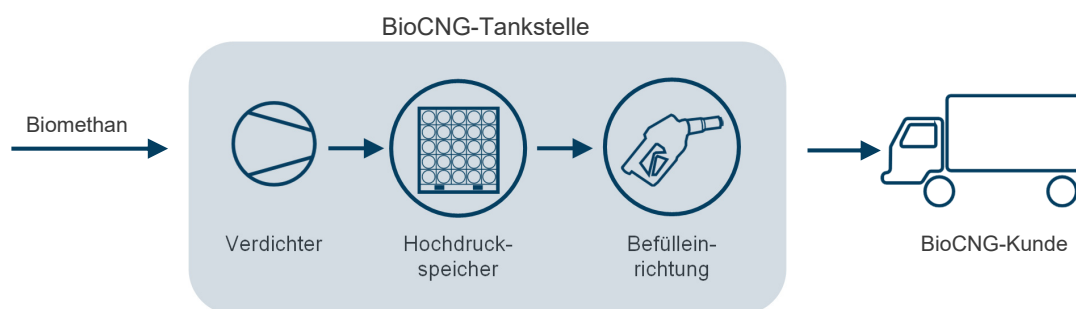 BioCNG-Tankstelle
Biomethan
Verdichter
Hochdruck-
speicher
Befüllein-
richtung
BioCNG-Kunde